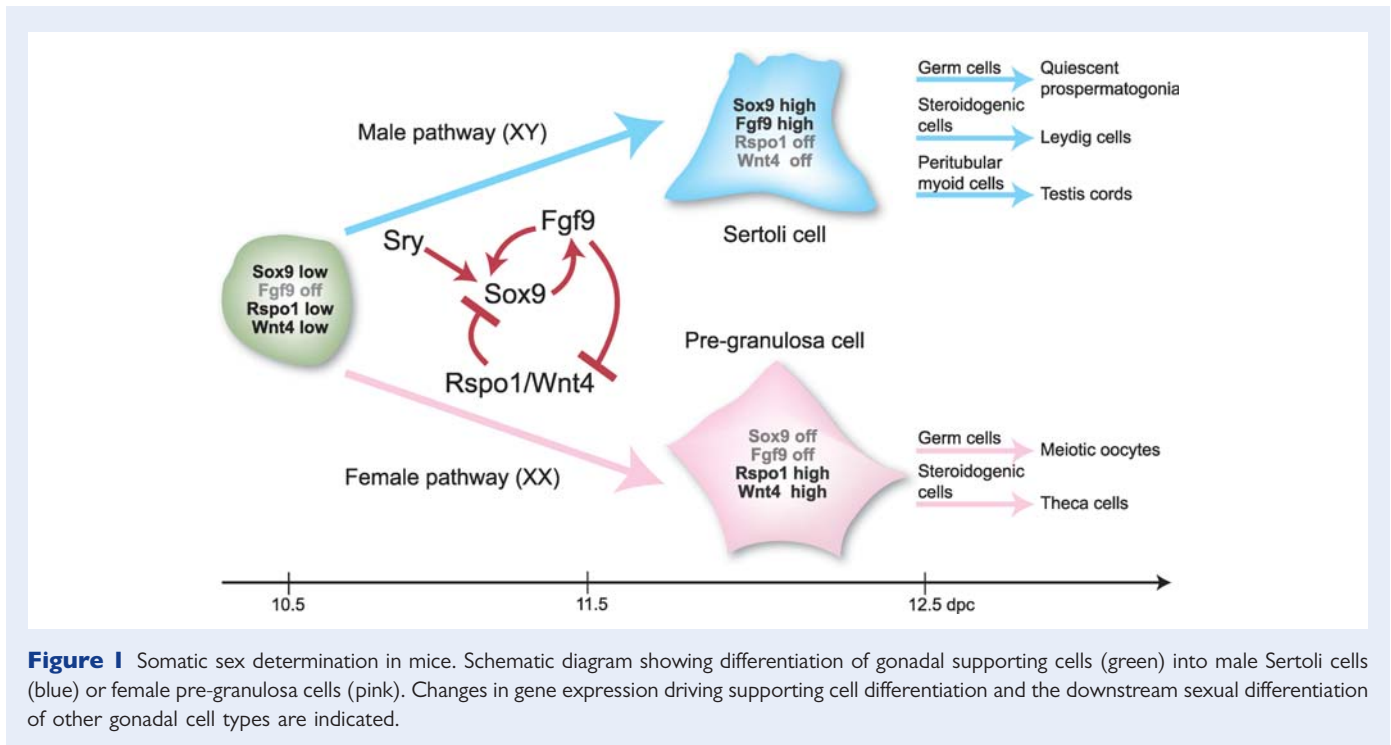 Male pathway (XY)
Sox9 high
Fgf9 high
Rspo1 off
Wnt4 off
Sertoli cell
Germ cells
Quiescent
prospermatogonia
Steroidogenic
cells
Leydig cells
Peritubular
myoid cells
Testis cords
Sox9 low
Fgf9 off
Rspo1 low
Wnt4 low
Sry
Fgf9
Sox9
Rspo1/Wnt4
Female pathway (XX)
Pre-granulosa cell
Sox9 off
Fgf9 off
Rspo1 high
Wnt4 high
Germ cells
Meiotic oocytes
Steroidogenic
cells
Theca cells
10.5
11.5
12.5 dpc
Figure 1 Somatic sex determination in mice. Schematic diagram showing differentiation of gonadal supporting cells (green) into male Sertoli cells
(blue) or female pre-granulosa cells (pink). Changes in gene expression driving supporting cell differentiation and the downstream sexual differentiation
of other gonadal cell types are indicated.